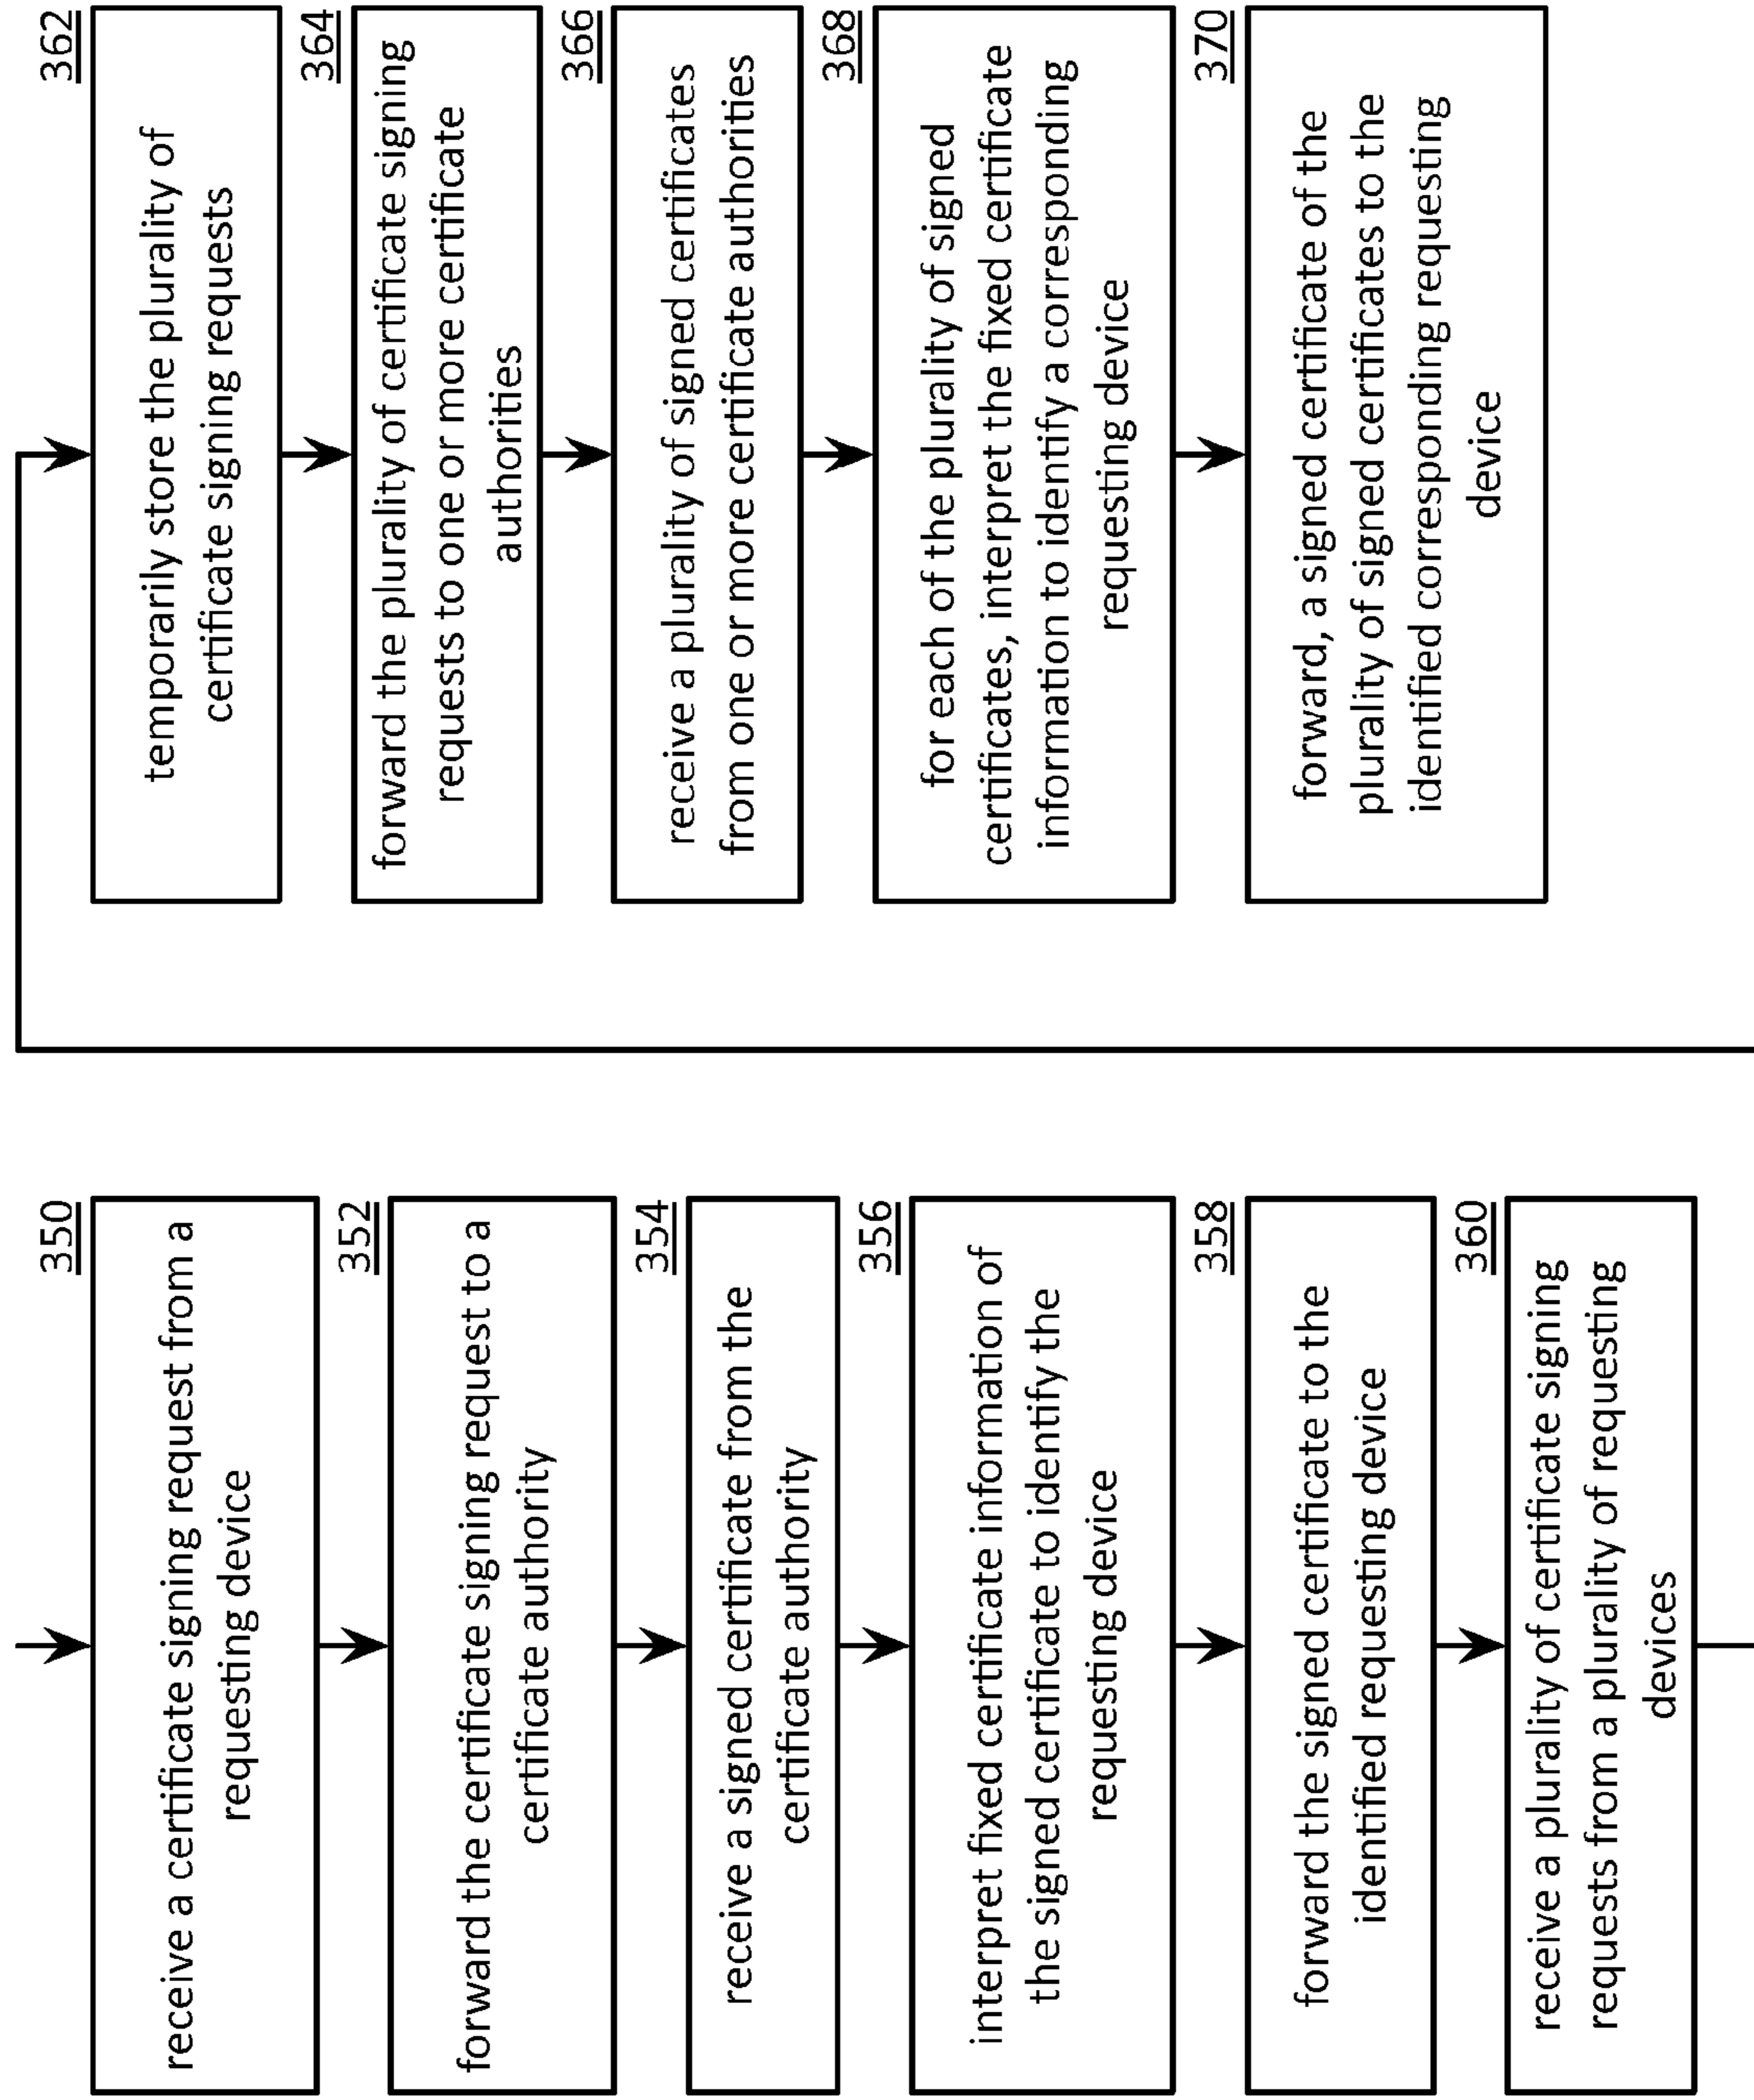 350
receive a certificate signing request from a
requesting device
352
forward the certificate signing request to a
certificate authority
354
receive a signed certificate from the
certificate authority
356
interpret fixed certificate information of
the signed certificate to identify the
requesting device
358
forward the signed certificate to the
identified requesting device
360
receive a plurality of certificate signing
requests from a plurality of requesting
devices
362
temporarily store the plurality of
certificate signing requests
364
forward the plurality of certificate signing
requests to one or more certificate
authorities
366
receive a plurality of signed certificates
from one or more certificate authorities
368
for each of the plurality of signed
certificates, interpret the fixed certificate
information to identify a corresponding
requesting device
370
forward, a signed certificate of the
plurality of signed certificates to the
identified corresponding requesting
device